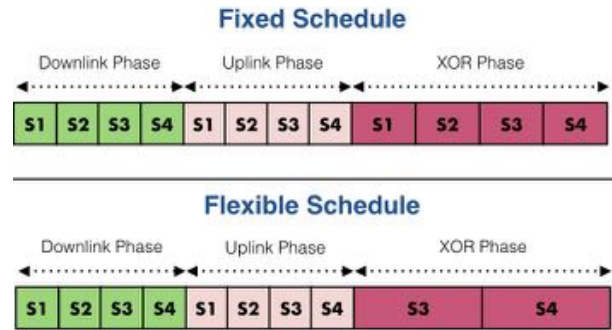 Fixed Schedule
Downlink Phase Uplink Phase XOR Phase
S1 S2 S3 S4 S1 S2 S3 S4 S1 S2 S3 S4
Flexible Schedule
Downlink Phase Uplink Phase XOR Phase
S1 S2 S3 S4 S1 S2 S3 S4 S3 S4